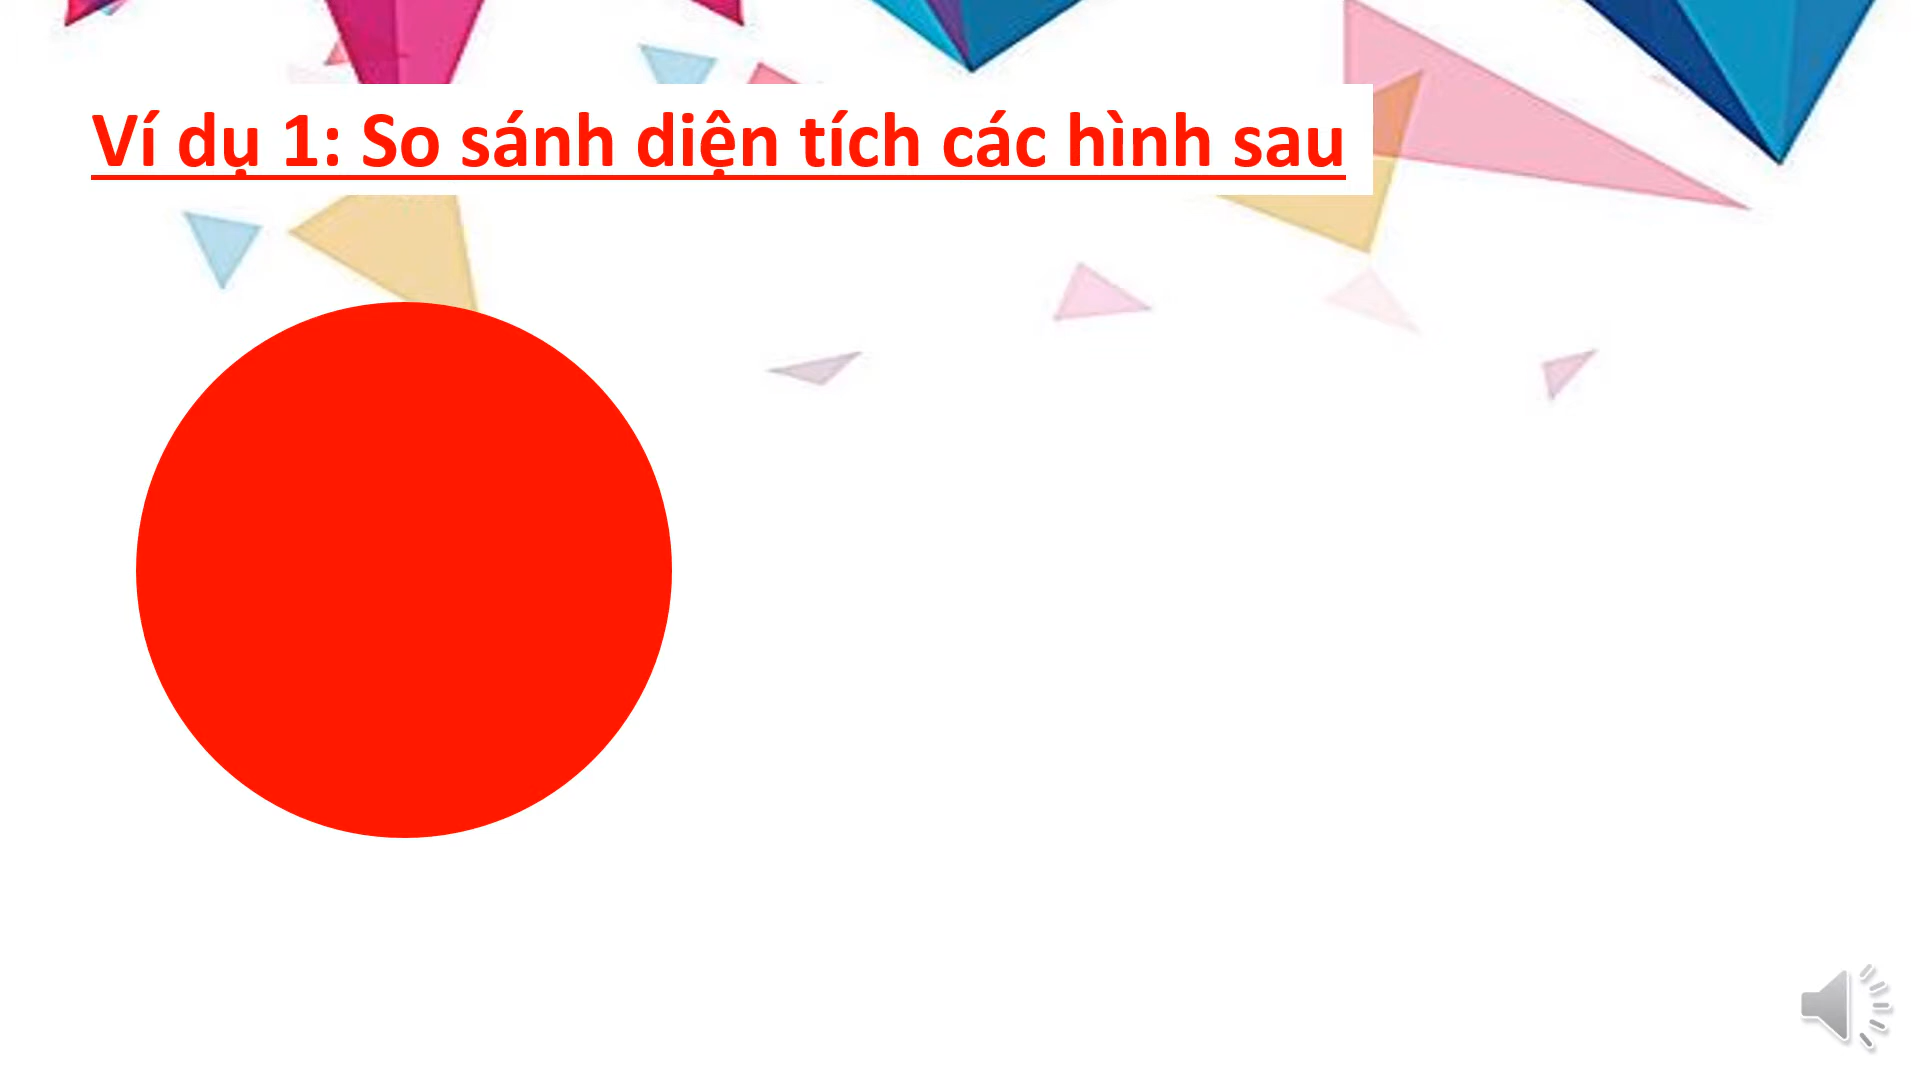 Ví dụ 1: So sánh diện tích các hình sau